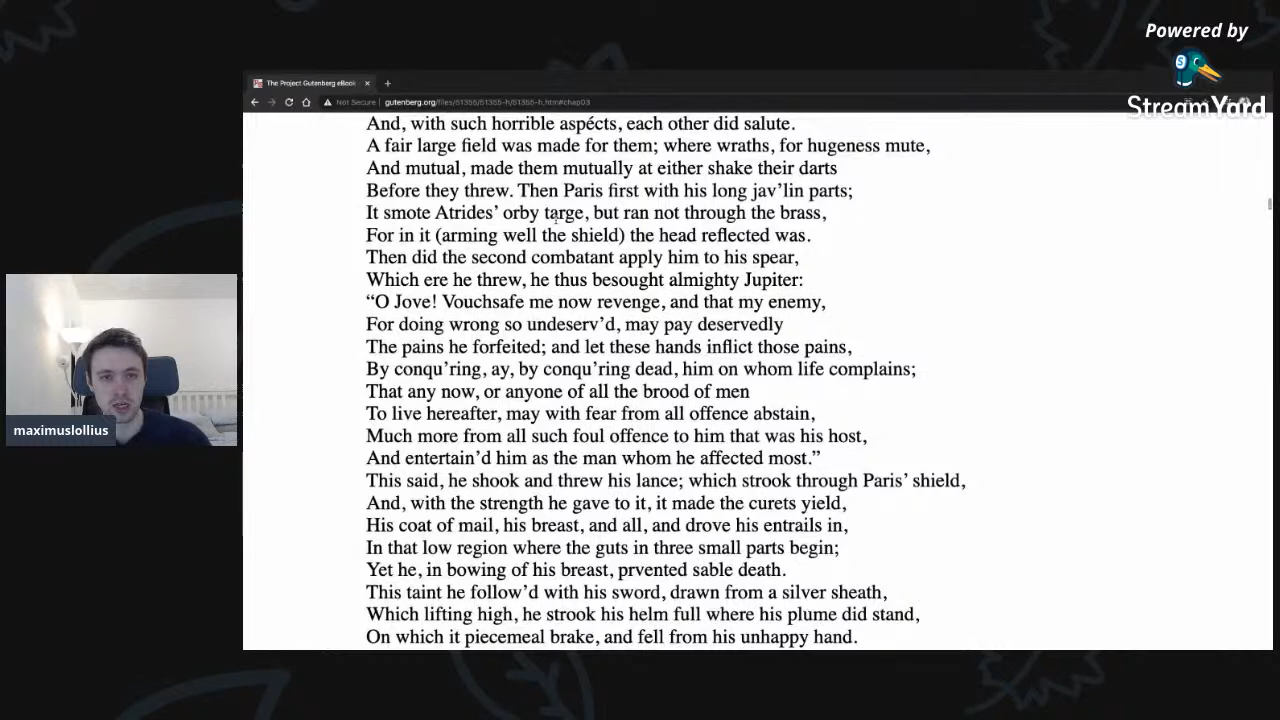 Powered by
S
StreamYard
The Project Gutenberg eBook
Not Secure
gutenberg.org/files/51355/51355-h/51355-h.htm#chap03
And, with such horrible aspécts, each other did salute.
A fair large field was made for them; where wraths, for hugeness mute,
And mutual, made them mutually at either shake their darts
Before they threw. Then Paris first with his long jav’lin parts;
It smote Atrides’ orby targe, but ran not through the brass,
For in it (arming well the shield) the head reflected was.
Then did the second combatant apply him to his spear,
Which ere he threw, he thus besought almighty Jupiter:
“O Jove! Vouchsafe me now revenge, and that my enemy,
For doing wrong so undeserv’d, may pay deservedly
The pains he forfeited; and let these hands inflict those pains,
By conqu’ring, ay, by conqu’ring dead, him on whom life complains;
That any now, or anyone of all the brood of men
To live hereafter, may with fear from all offence abstain,
Much more from all such foul offence to him that was his host,
And entertain’d him as the man whom he affected most.”
This said, he shook and threw his lance; which strook through Paris’ shield,
And, with the strength he gave to it, it made the curets yield,
His coat of mail, his breast, and all, and drove his entrails in,
In that low region where the guts in three small parts begin;
Yet he, in bowing of his breast, prvented sable death.
This taint he follow’d with his sword, drawn from a silver sheath,
Which lifting high, he strook his helm full where his plume did stand,
On which it piecemeal brake, and fell from his unhappy hand.
maximuslollius